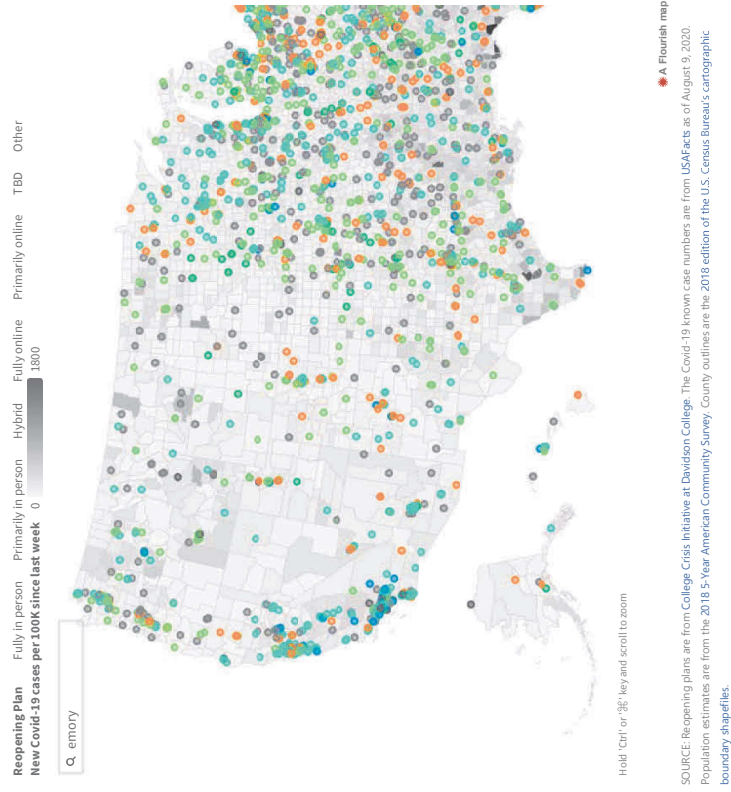 Reopening Plan Fully in person Primarily in person Hybrid Fully online Primarily online TBD Other
New Covid-19 cases per 100K since last week 0 1800
emory
Hold 'Ctrl' or '⌘' key and scroll to zoom
A Flourish map
SOURCE: Reopening plans are from College Crisis Initiative at Davidson College. The Covid-19 known case numbers are from USAFacts as of August 9, 2020.
Population estimates are from the 2018 5-Year American Community Survey. County outlines are the 2018 edition of the U.S. Census Bureau's cartographic
boundary shapefiles.